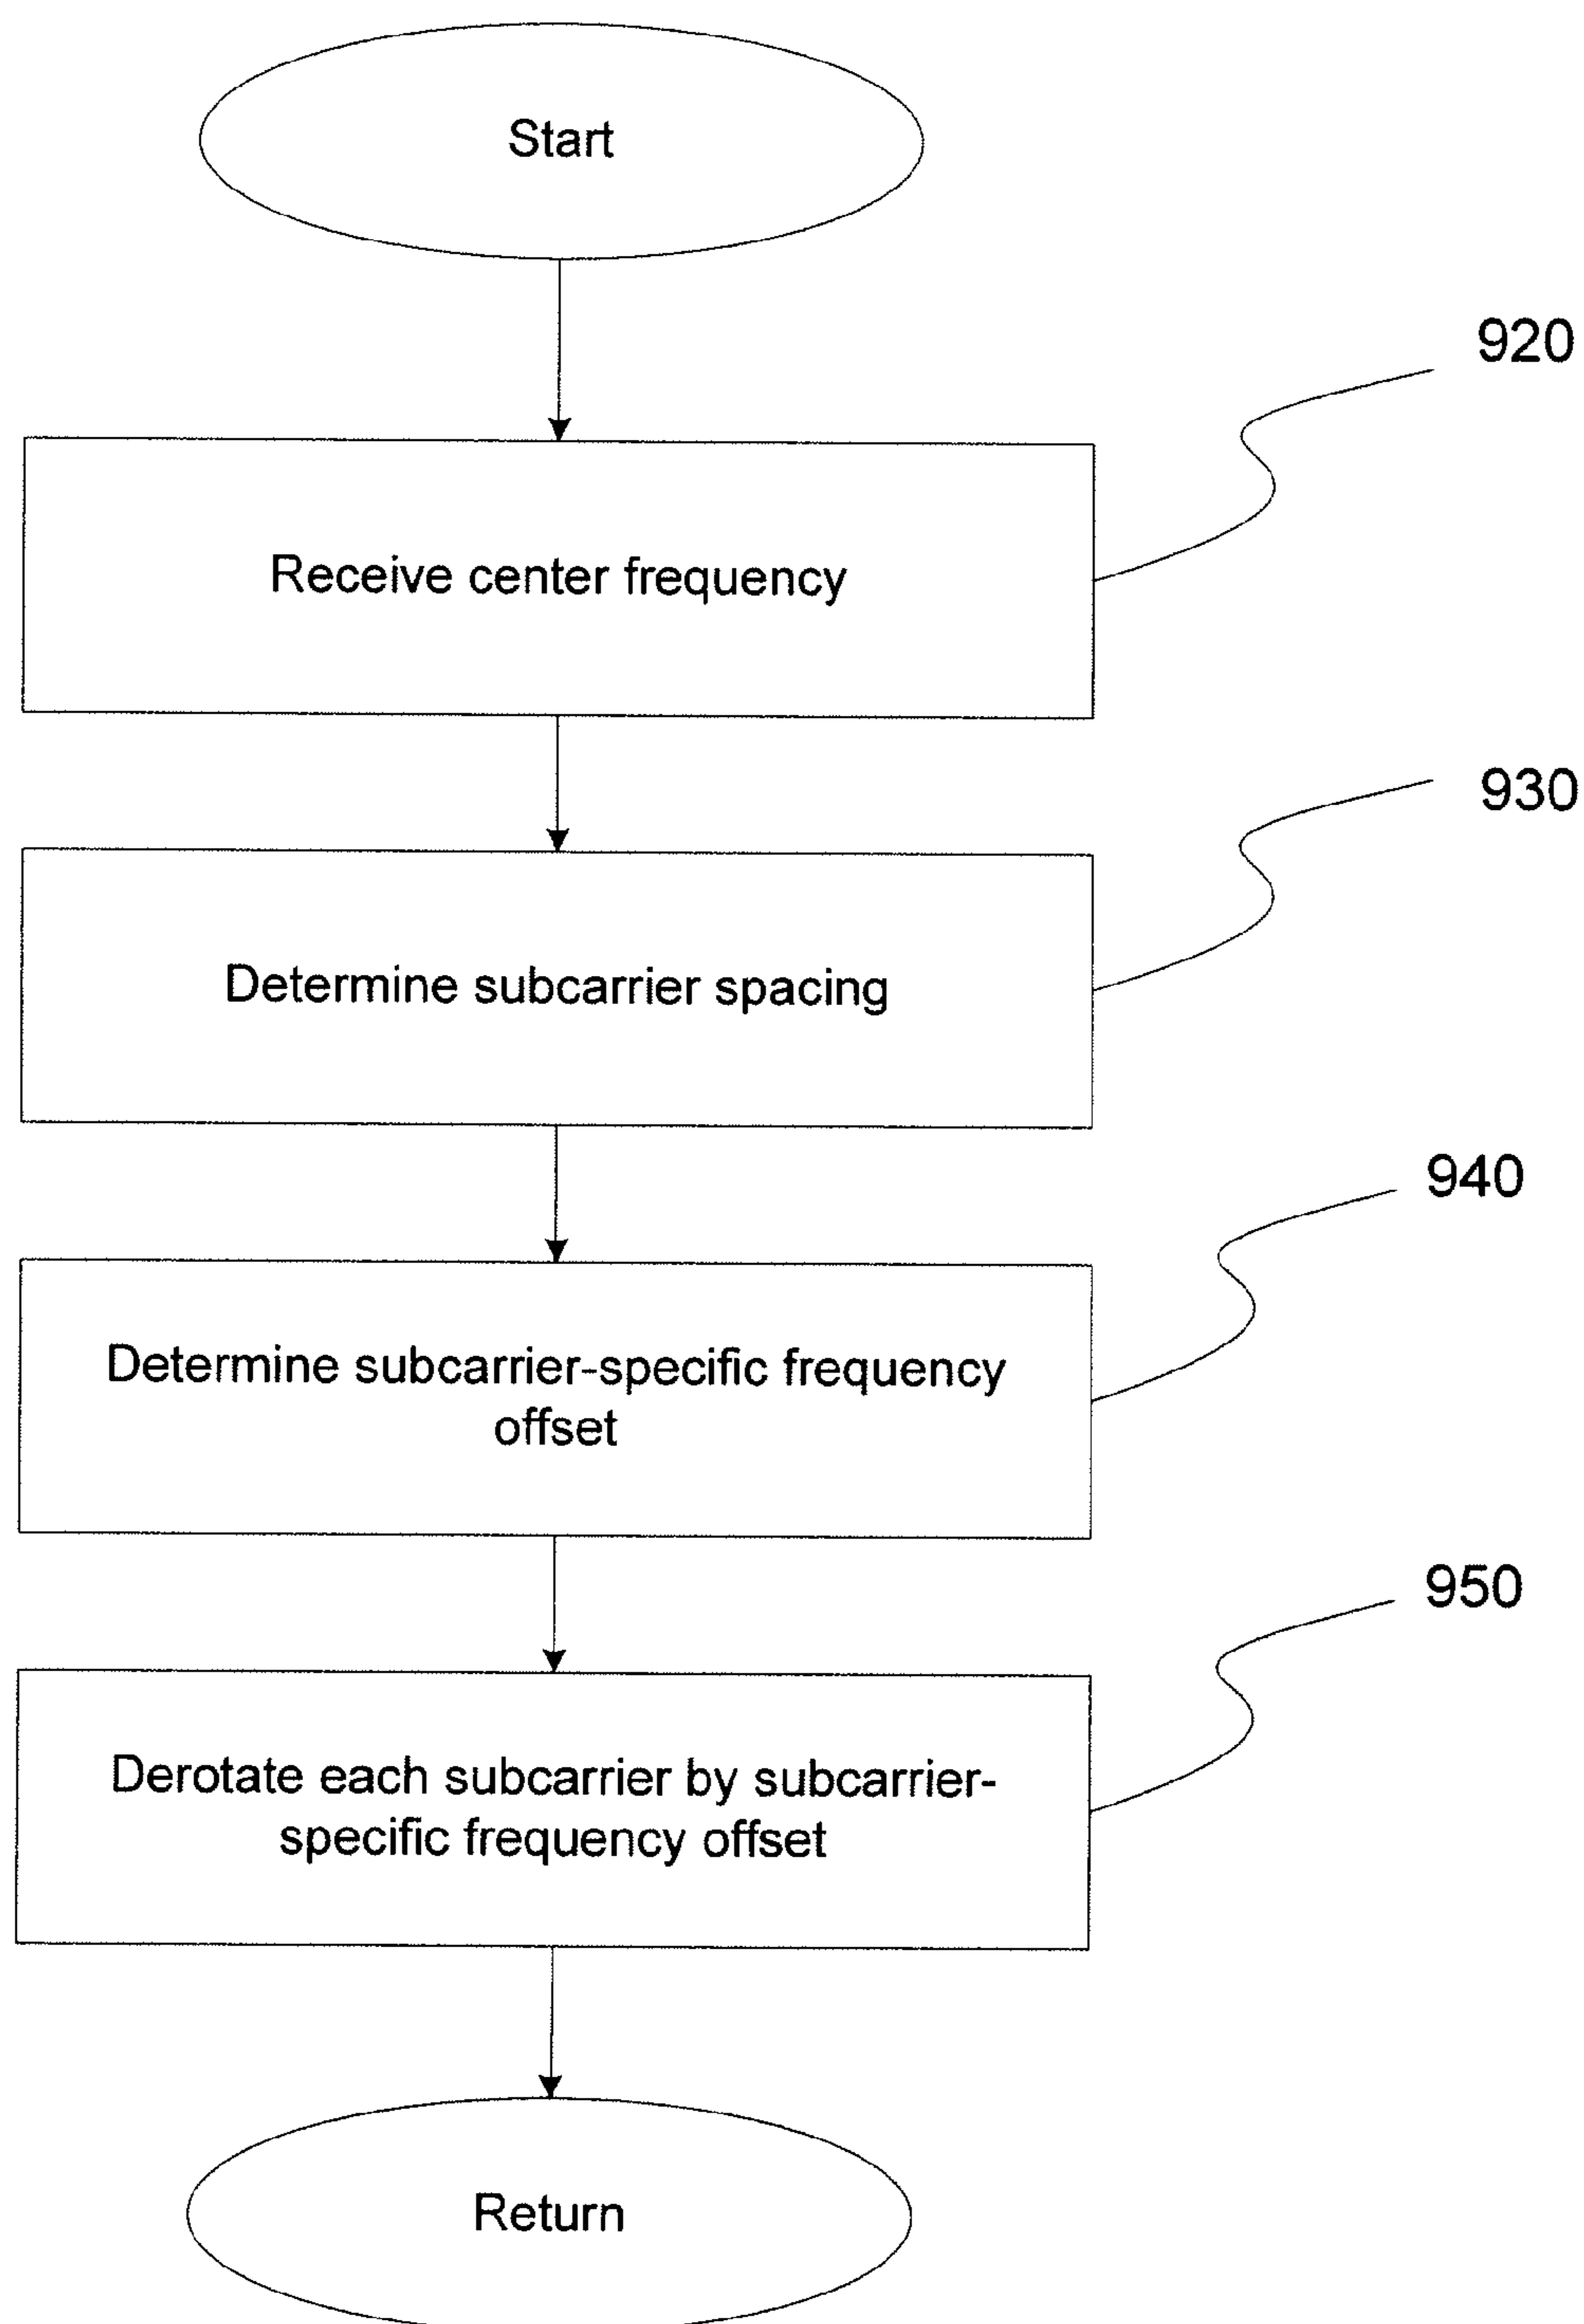 Start
920
Receive center frequency
930
Determine subcarrier spacing
940
Determine subcarrier-specific frequency
offset
950
Derotate each subcarrier by subcarrier-
specific frequency offset
Return